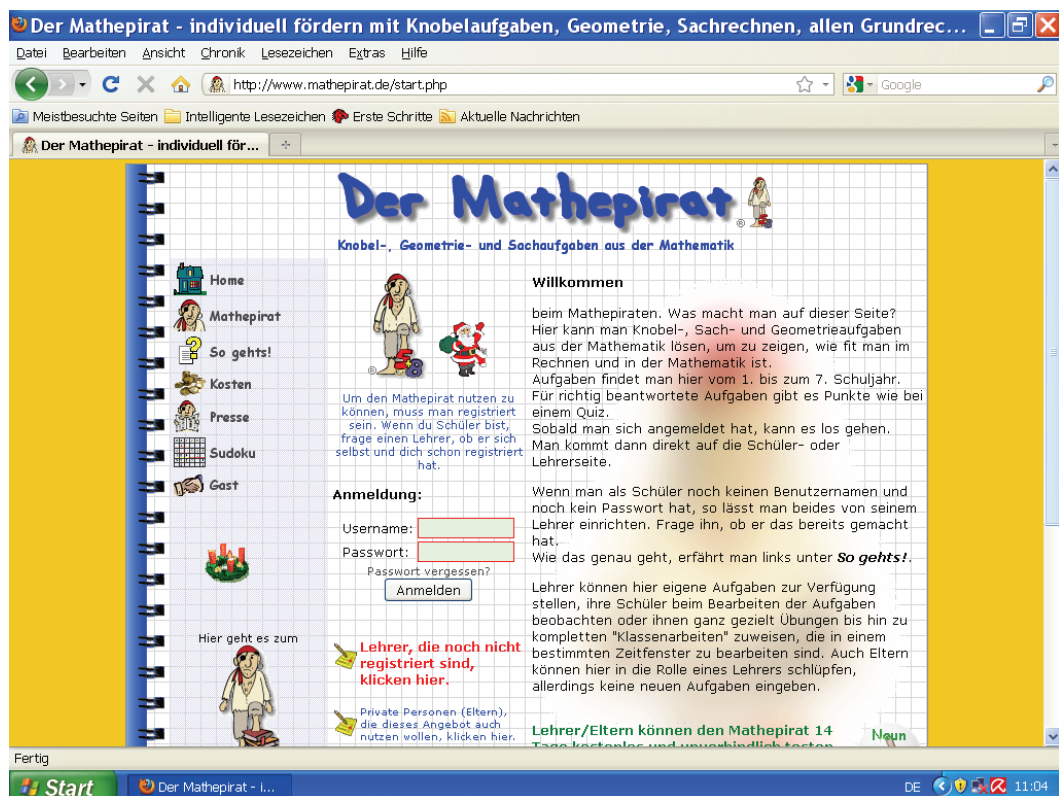 Der Mathepirat - individuell fördern mit Knobelaufgaben, Geometrie, Sachrechnen, allen Grundrec...
Datei Bearbeiten Ansicht Chronik Lesezeichen Extras Hilfe
http://www.mathepirat.de/start.php
Google
Meistbesuchte Seiten Intelligente Lesezeichen Erste Schritte Aktuelle Nachrichten
Der Mathepirat - individuell för...
Der Mathepirat
®
Knobel-, Geometrie- und Sachaufgaben aus der Mathematik
Home
Mathepirat
So gehts!
Kosten
Presse
Sudoku
Gast
Hier geht es zum
®
Um den Mathepirat nutzen zu
können, muss man registriert
sein. Wenn du Schüler bist,
frage einen Lehrer, ob er sich
selbst und dich schon registriert
hat.
Anmeldung:
Username:
Passwort:
Passwort vergessen?
Anmelden
Lehrer, die noch nicht
registriert sind,
klicken hier.
Private Personen (Eltern),
die dieses Angebot auch
nutzen wollen, klicken hier.
Willkommen
beim Mathepiraten. Was macht man auf dieser Seite?
Hier kann man Knobel-, Sach- und Geometrieaufgaben
aus der Mathematik lösen, um zu zeigen, wie fit man im
Rechnen und in der Mathematik ist.
Aufgaben findet man hier vom 1. bis zum 7. Schuljahr.
Für richtig beantwortete Aufgaben gibt es Punkte wie bei
einem Quiz.
Sobald man sich angemeldet hat, kann es los gehen.
Man kommt dann direkt auf die Schüler- oder
Lehrerseite.
Wenn man als Schüler noch keinen Benutzernamen und
noch kein Passwort hat, so lässt man beides von seinem
Lehrer einrichten. Frage ihn, ob er das bereits gemacht
hat.
Wie das genau geht, erfährt man links unter So gehts!.
Lehrer können hier eigene Aufgaben zur Verfügung
stellen, ihre Schüler beim Bearbeiten der Aufgaben
beobachten oder ihnen ganz gezielt Übungen bis hin zu
kompletten "Klassenarbeiten" zuweisen, die in einem
bestimmten Zeitfenster zu bearbeiten sind. Auch Eltern
können hier in die Rolle eines Lehrers schlüpfen,
allerdings keine neuen Aufgaben eingeben.
Lehrer/Eltern können den Mathepirat 14
Tage kostenlos und unverbindlich testen
Fertig
Start
Der Mathepirat - i...
DE
11:04